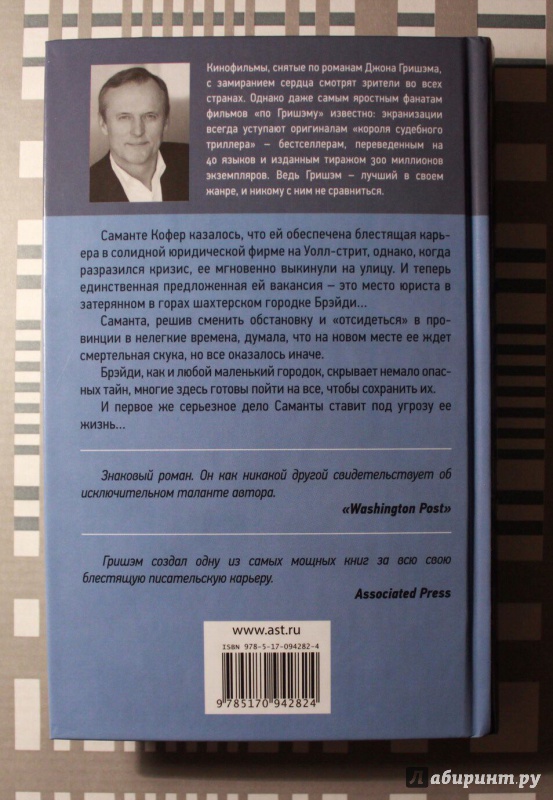 Кинофильмы, снятые по романам Джона Гришэма,
с замиранием сердца смотрят зрители во всех
странах. Однако даже самым яростным фанатам
фильмов «по Гришэму» известно: экранизации
всегда уступают оригиналам «короля судебного
триллера» – бестселлерам, переведенным на
40 языков и изданным тиражом 300 миллионов
экземпляров. Ведь Гришэм – лучший в своем
жанре, и никому с ним не сравниться.
Саманте Кофер казалось, что ей обеспечена блестящая карь-
ера в солидной юридической фирме на Уолл-стрит, однако, когда
разразился кризис, ее мгновенно выкинули на улицу. И теперь
единственная предложенная ей вакансия – это место юриста в
затерянном в горах шахтерском городке Брэйди...
Саманта, решив сменить обстановку и «отсидеться» в про-
винции в нелегкие времена, думала, что на новом месте ее ждет
смертельная скука, но все оказалось иначе.
Брэйди, как и любой маленький городок, скрывает немало опас-
ных тайн, многие здесь готовы пойти на все, чтобы сохранить их.
И первое же серьезное дело Саманты ставит под угрозу ее
жизнь...
Знаковый роман. Он как никакой другой свидетельствует об
исключительном таланте автора.
«Washington Post»
Гришэм создал одну из самых мощных книг за всю свою
блестящую писательскую карьеру.
Associated Press
www.ast.ru
ISBN 978-5-17-094282-4
9 785170 942824
Лабиринт.ру